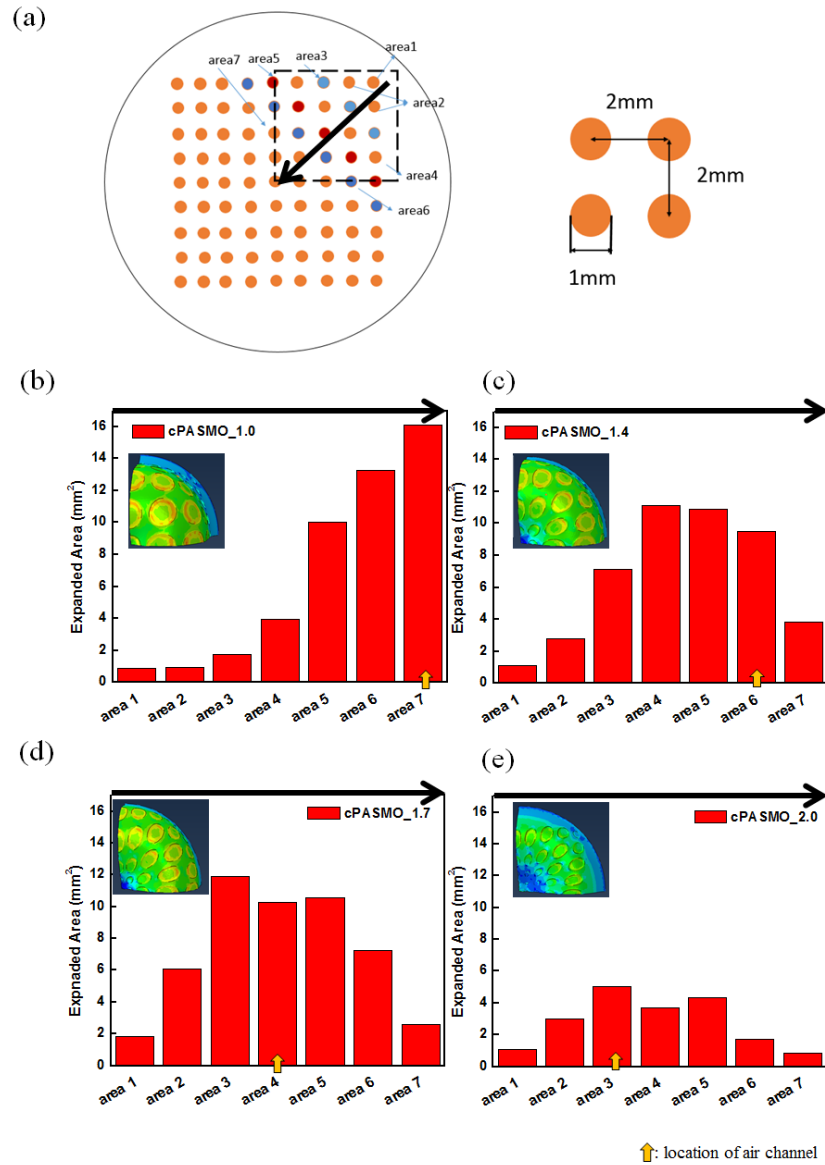 (a)
area1
area3
area5
area7
area2
area4
area6
2mm
2mm
1mm
(b)
cPASMO_1.0
Expanded Area (mm²)
16
14
12
10
8
6
4
2
0
area 1
area 2
area 3
area 4
area 5
area 6
area 7
(c)
cPASMO_1.4
Expanded Area (mm²)
16
14
12
10
8
6
4
2
0
area 1
area 2
area 3
area 4
area 5
area 6
area 7
(d)
cPASMO_1.7
Expnaded Area (mm²)
16
14
12
10
8
6
4
2
0
area 1
area 2
area 3
area 4
area 5
area 6
area 7
(e)
cPASMO_2.0
Expanded Area (mm²)
16
14
12
10
8
6
4
2
0
area 1
area 2
area 3
area 4
area 5
area 6
area 7
: location of air channel